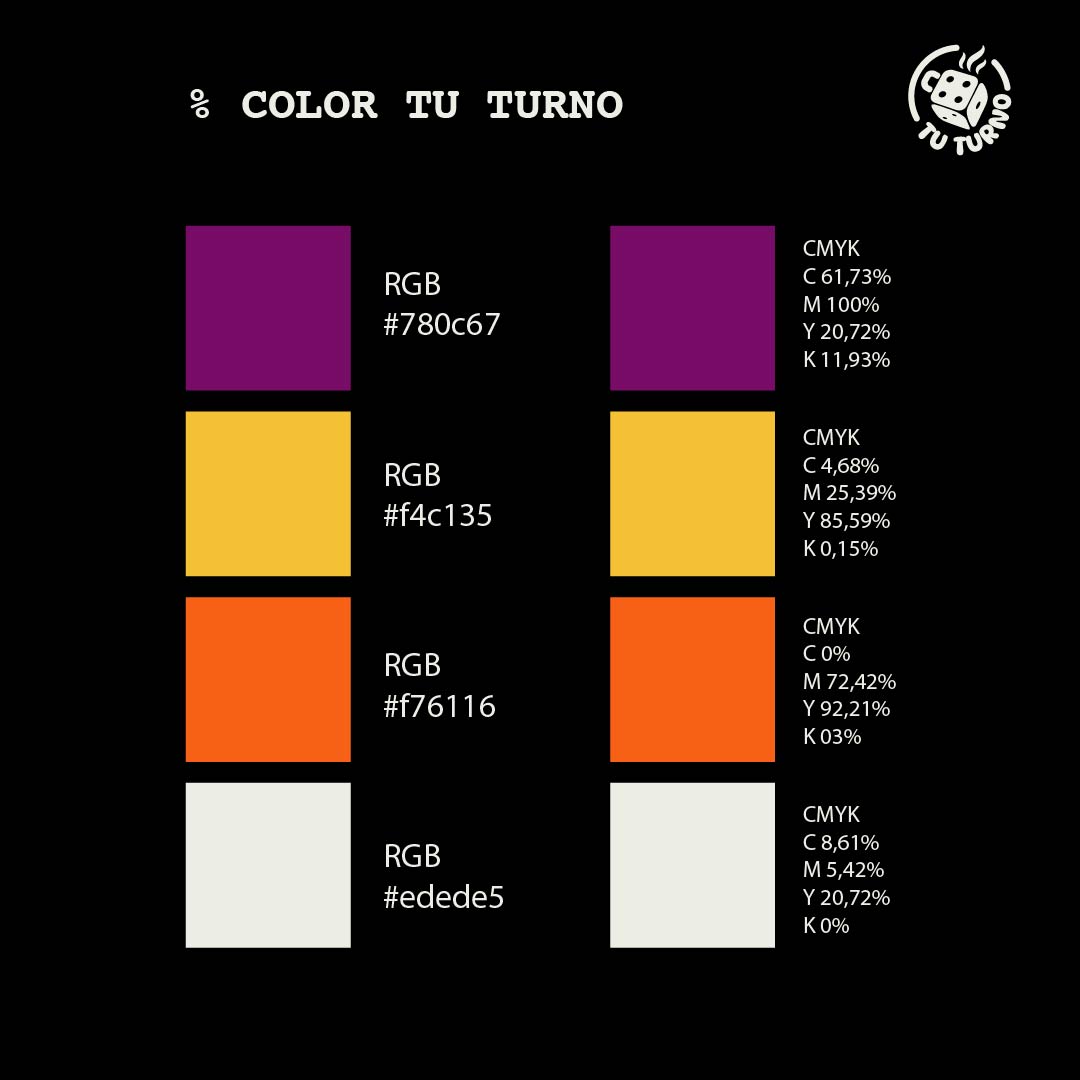 % COLOR TU TURNO
TU TURNO
RGB
#780c67
CMYK
C 61,73%
M 100%
Y 20,72%
K 11,93%
RGB
#f4c135
CMYK
C 4,68%
M 25,39%
Y 85,59%
K 0,15%
RGB
#f76116
CMYK
C 0%
M 72,42%
Y 92,21%
K 03%
RGB
#edede5
CMYK
C 8,61%
M 5,42%
Y 20,72%
K 0%